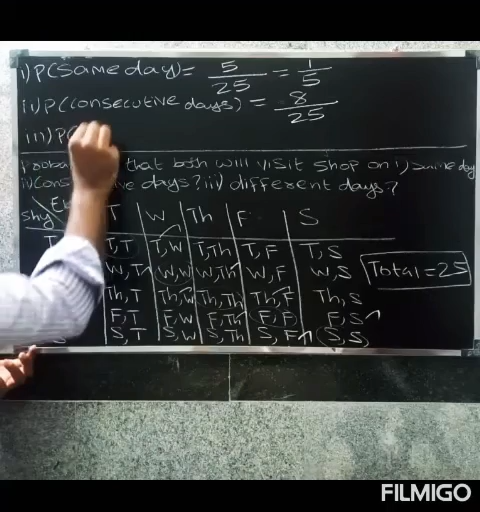 i) P(same day) = 5/25 = 1/5
ii) P(consecutive days) = 8/25
iii) P(
that both will visit shop on i) same day
ii) days? iii) different days?
T W Th F S
T,T T,W T,Th T,F T,S
W,T W,W W,Th W,F W,S
Total = 25
Th,T Th,W Th,Th Th,F Th,S
F,T F,W F,Th F,F F,S
S,T S,W S,Th S,F S,S
FILMIGO